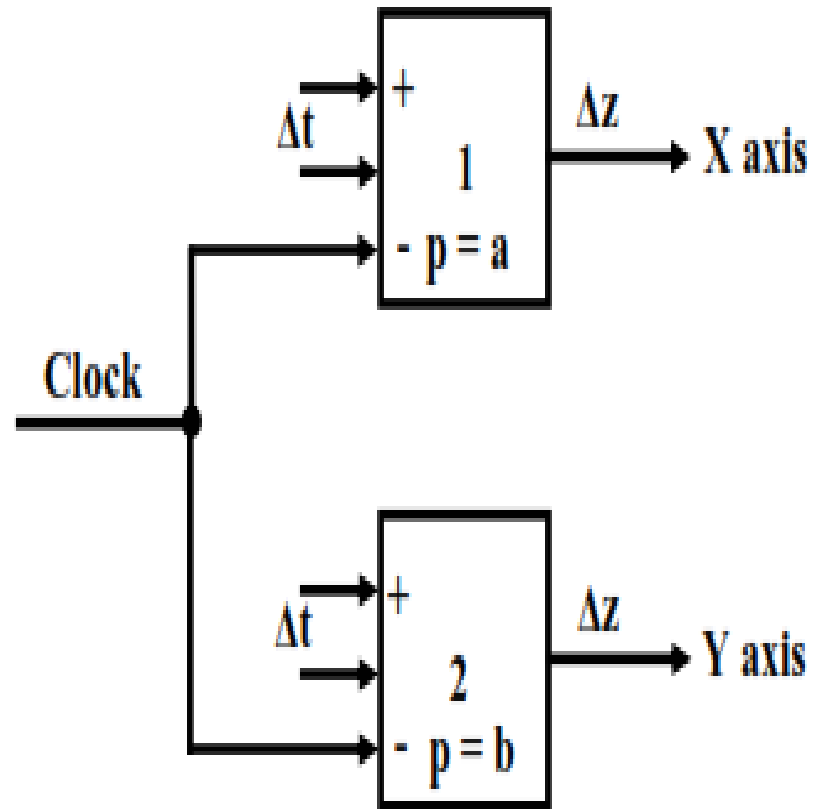 +
Δt
Δz
1
X axis
- p = a
Clock
+
Δt
Δz
2
Y axis
- p = b